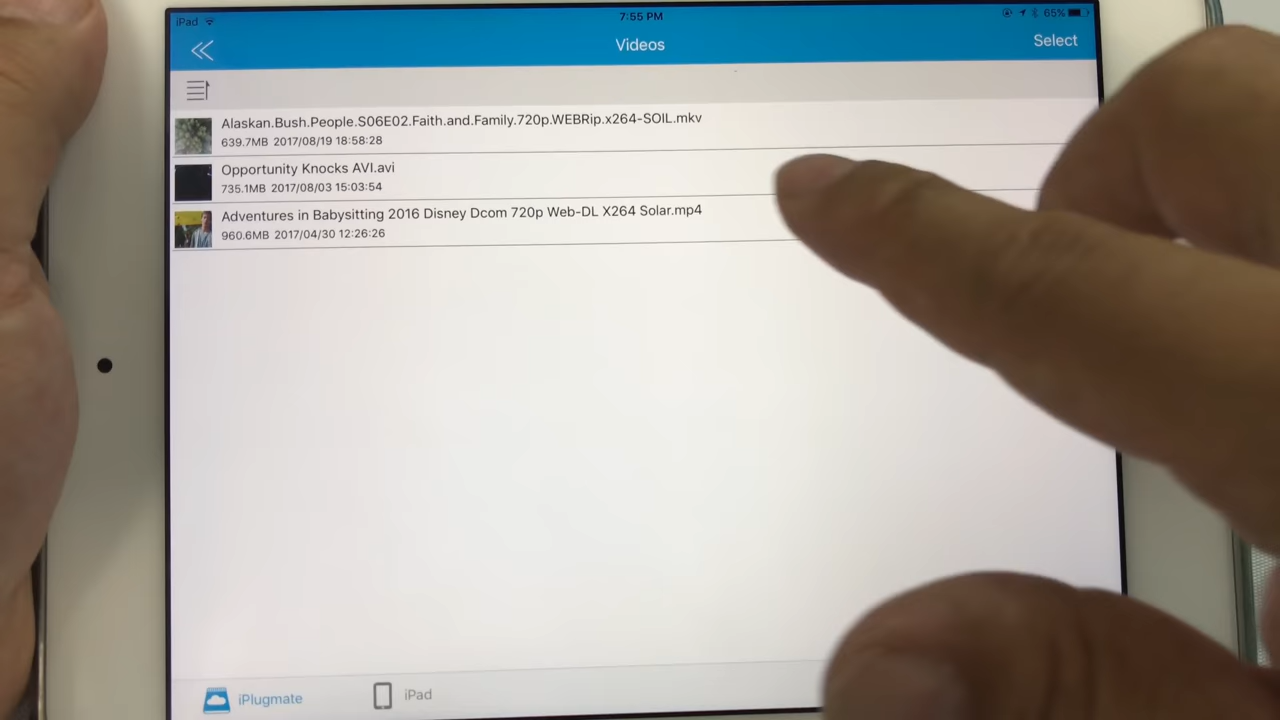 iPad 7:55 PM 65%
Videos Select
Alaskan.Bush.People.S06E02.Faith.and.Family.720p.WEBRip.x264-SOIL.mkv
639.7MB 2017/08/19 18:58:28
Opportunity Knocks AVI.avi
735.1MB 2017/08/03 15:03:54
Adventures in Babysitting 2016 Disney Dcom 720p Web-DL X264 Solar.mp4
960.6MB 2017/04/30 12:26:26
iPlugmate iPad